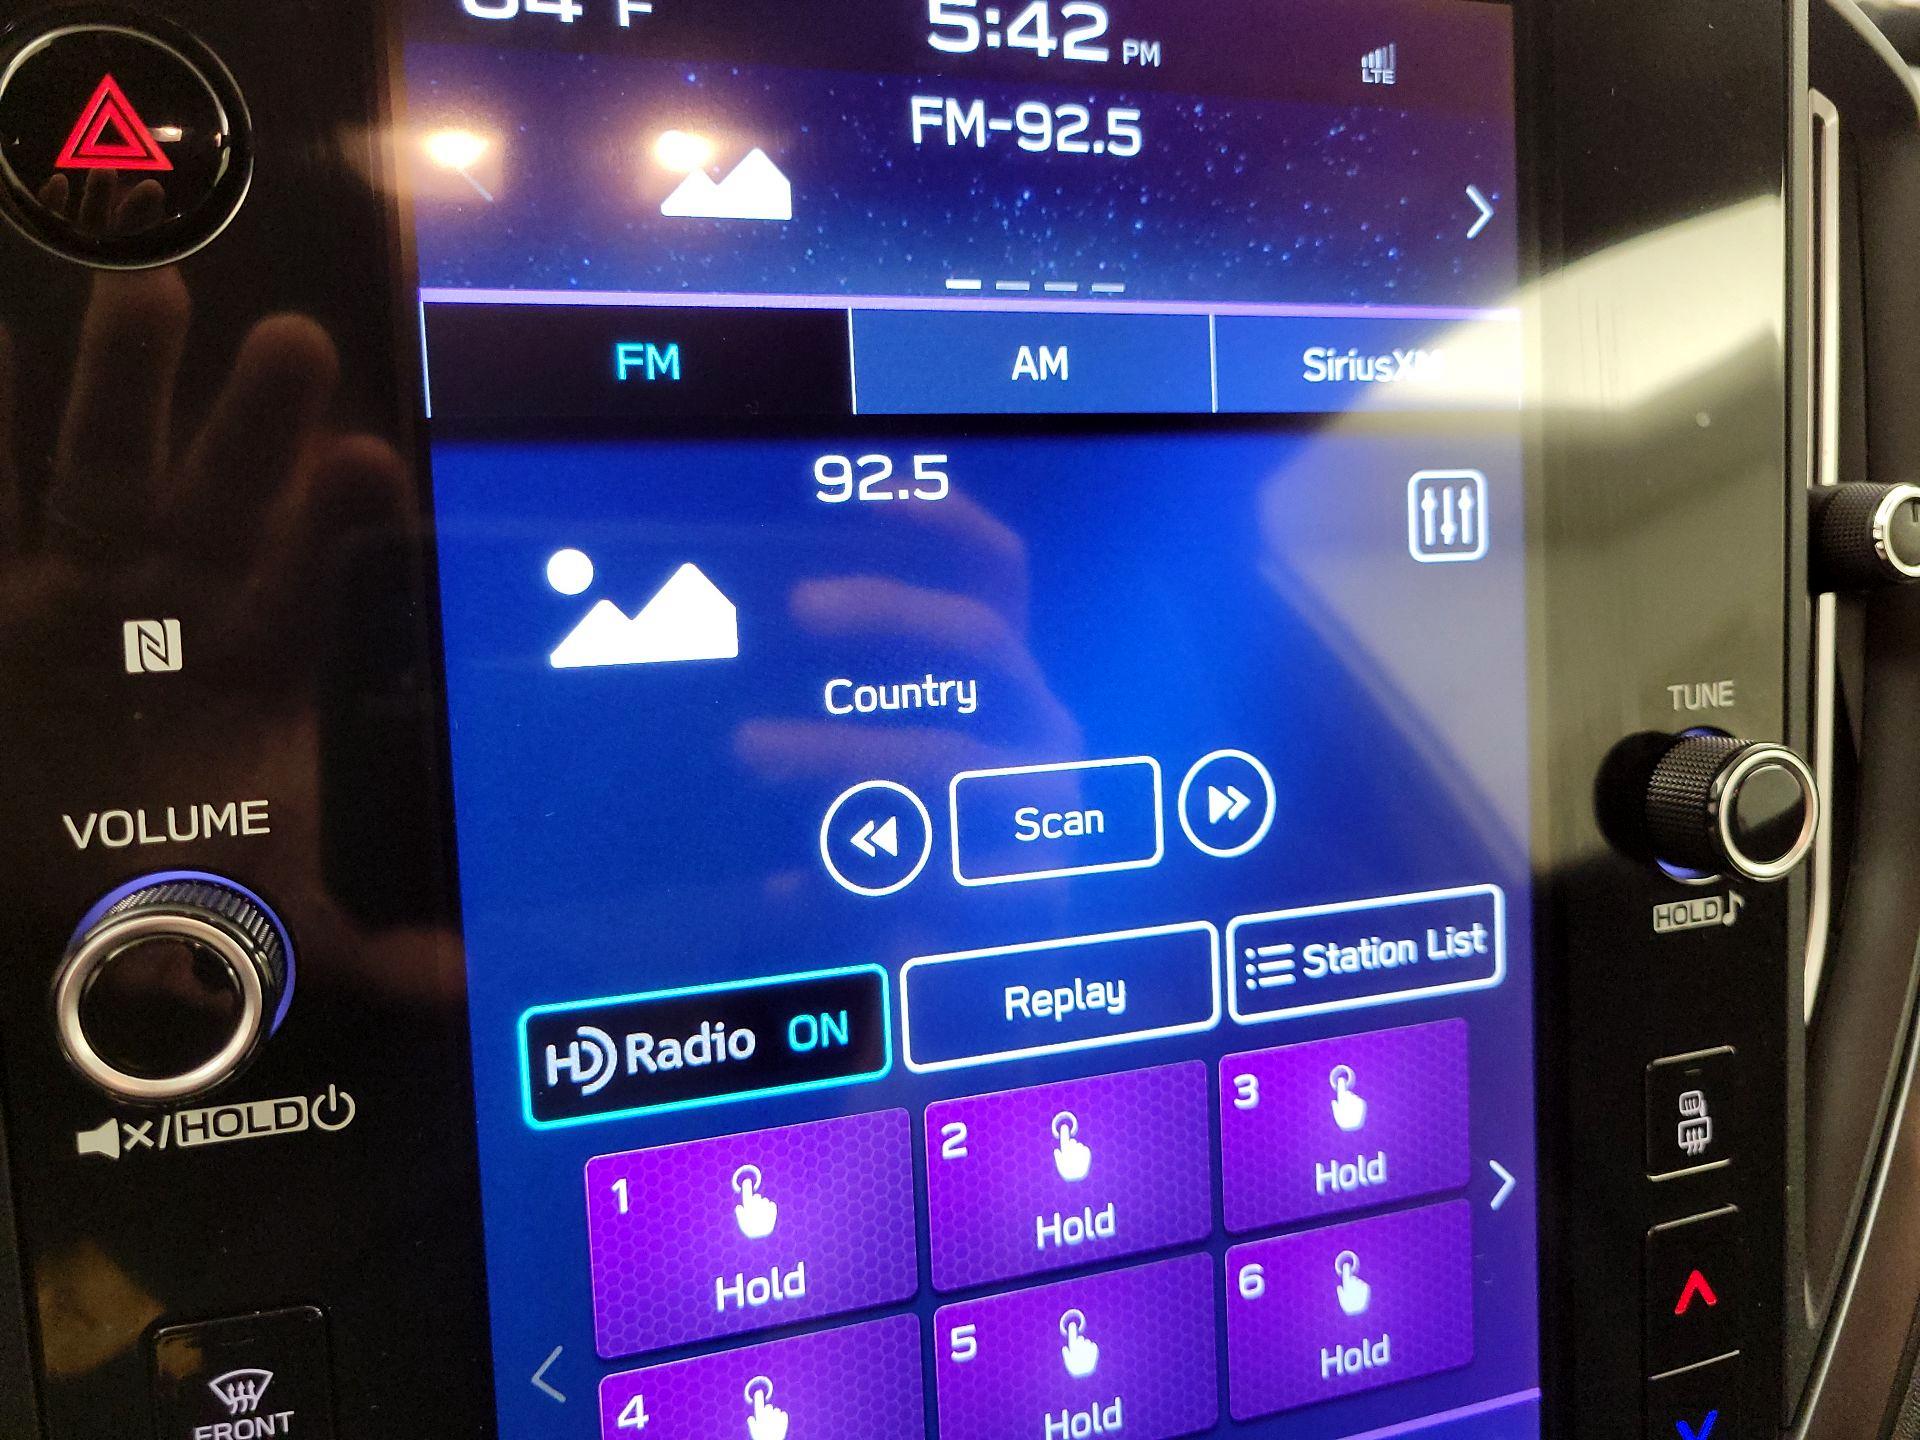 5:42 PM
LTE
FM-92.5
FM
AM
92.5
Country
Scan
HD Radio ON
Replay
Station List
1
Hold
2
Hold
3
Hold
4
5
Hold
6
Hold
VOLUME
/HOLD
FRONT
TUNE
HOLD